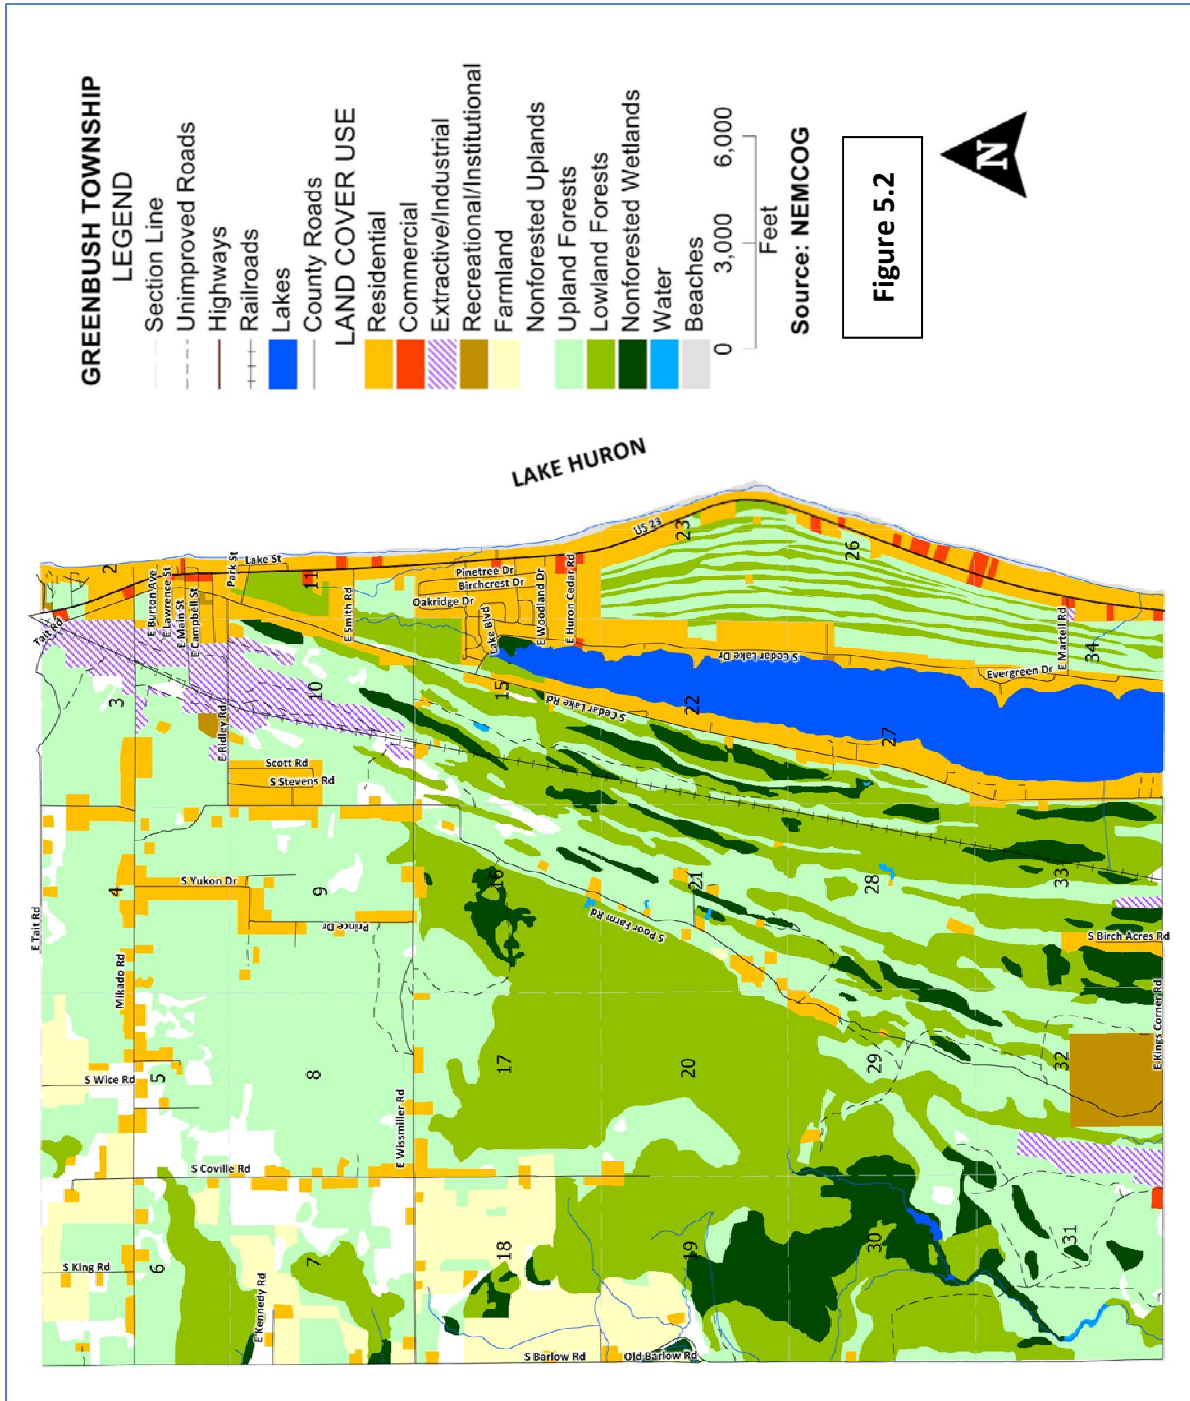 GREENBUSH TOWNSHIP
LEGEND
Section Line
Unimproved Roads
Highways
Railroads
Lakes
County Roads
LAND COVER USE
Residential
Commercial
Extractive/Industrial
Recreational/Institutional
Farmland
Nonforested Uplands
Upland Forests
Lowland Forests
Nonforested Wetlands
Water
Beaches
0 3,000 6,000
Feet
Source: NEMCOG
Figure 5.2
N
LAKE HURON
US 23
Tait Rd
E Tait Rd
2
3
4
5
6
E Burton Ave
E Lawrence St
E Main St
E Campbell St
Park St
Lake St
E Ridley Rd
Scott Rd
S Stevens Rd
S Yukon Dr
Prince Dr
Mikado Rd
S Wice Rd
S Coville Rd
S King Rd
E Kennedy Rd
E Wissmiller Rd
7
8
9
10
11
E Smith Rd
Oakridge Dr
Pinetree Dr
Birchcrest Dr
Lake Blvd
E Woodland Dr
E Huron Cedar Rd
15
16
17
18
S Cedar Lake Rd
S Cedar Lake Dr
S Poor Farm Rd
S Barlow Rd
Old Barlow Rd
19
20
21
22
23
26
27
28
29
30
Evergreen Dr
E Martell Rd
34
33
32
31
S Birch Acres Rd
E Kings Corner Rd